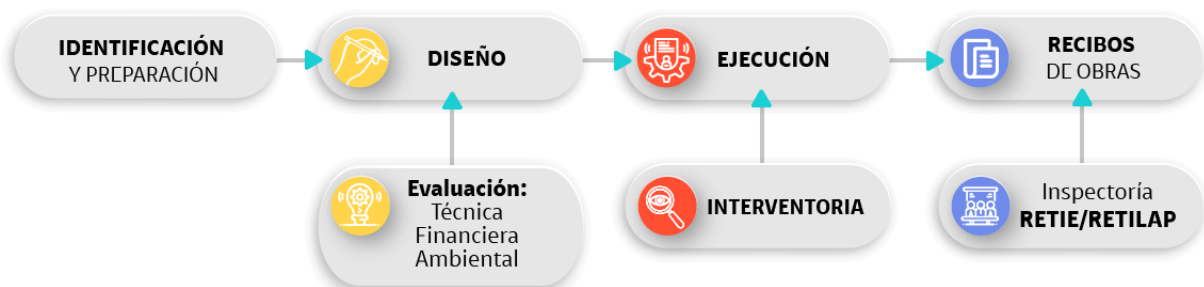 IDENTIFICACIÓN
Y PREPARACIÓN
DISEÑO
EJECUCIÓN
RECIBOS
DE OBRAS
Evaluación:
Técnica
Financiera
Ambiental
INTERVENTORIA
Inspectoría
RETIE/RETILAP